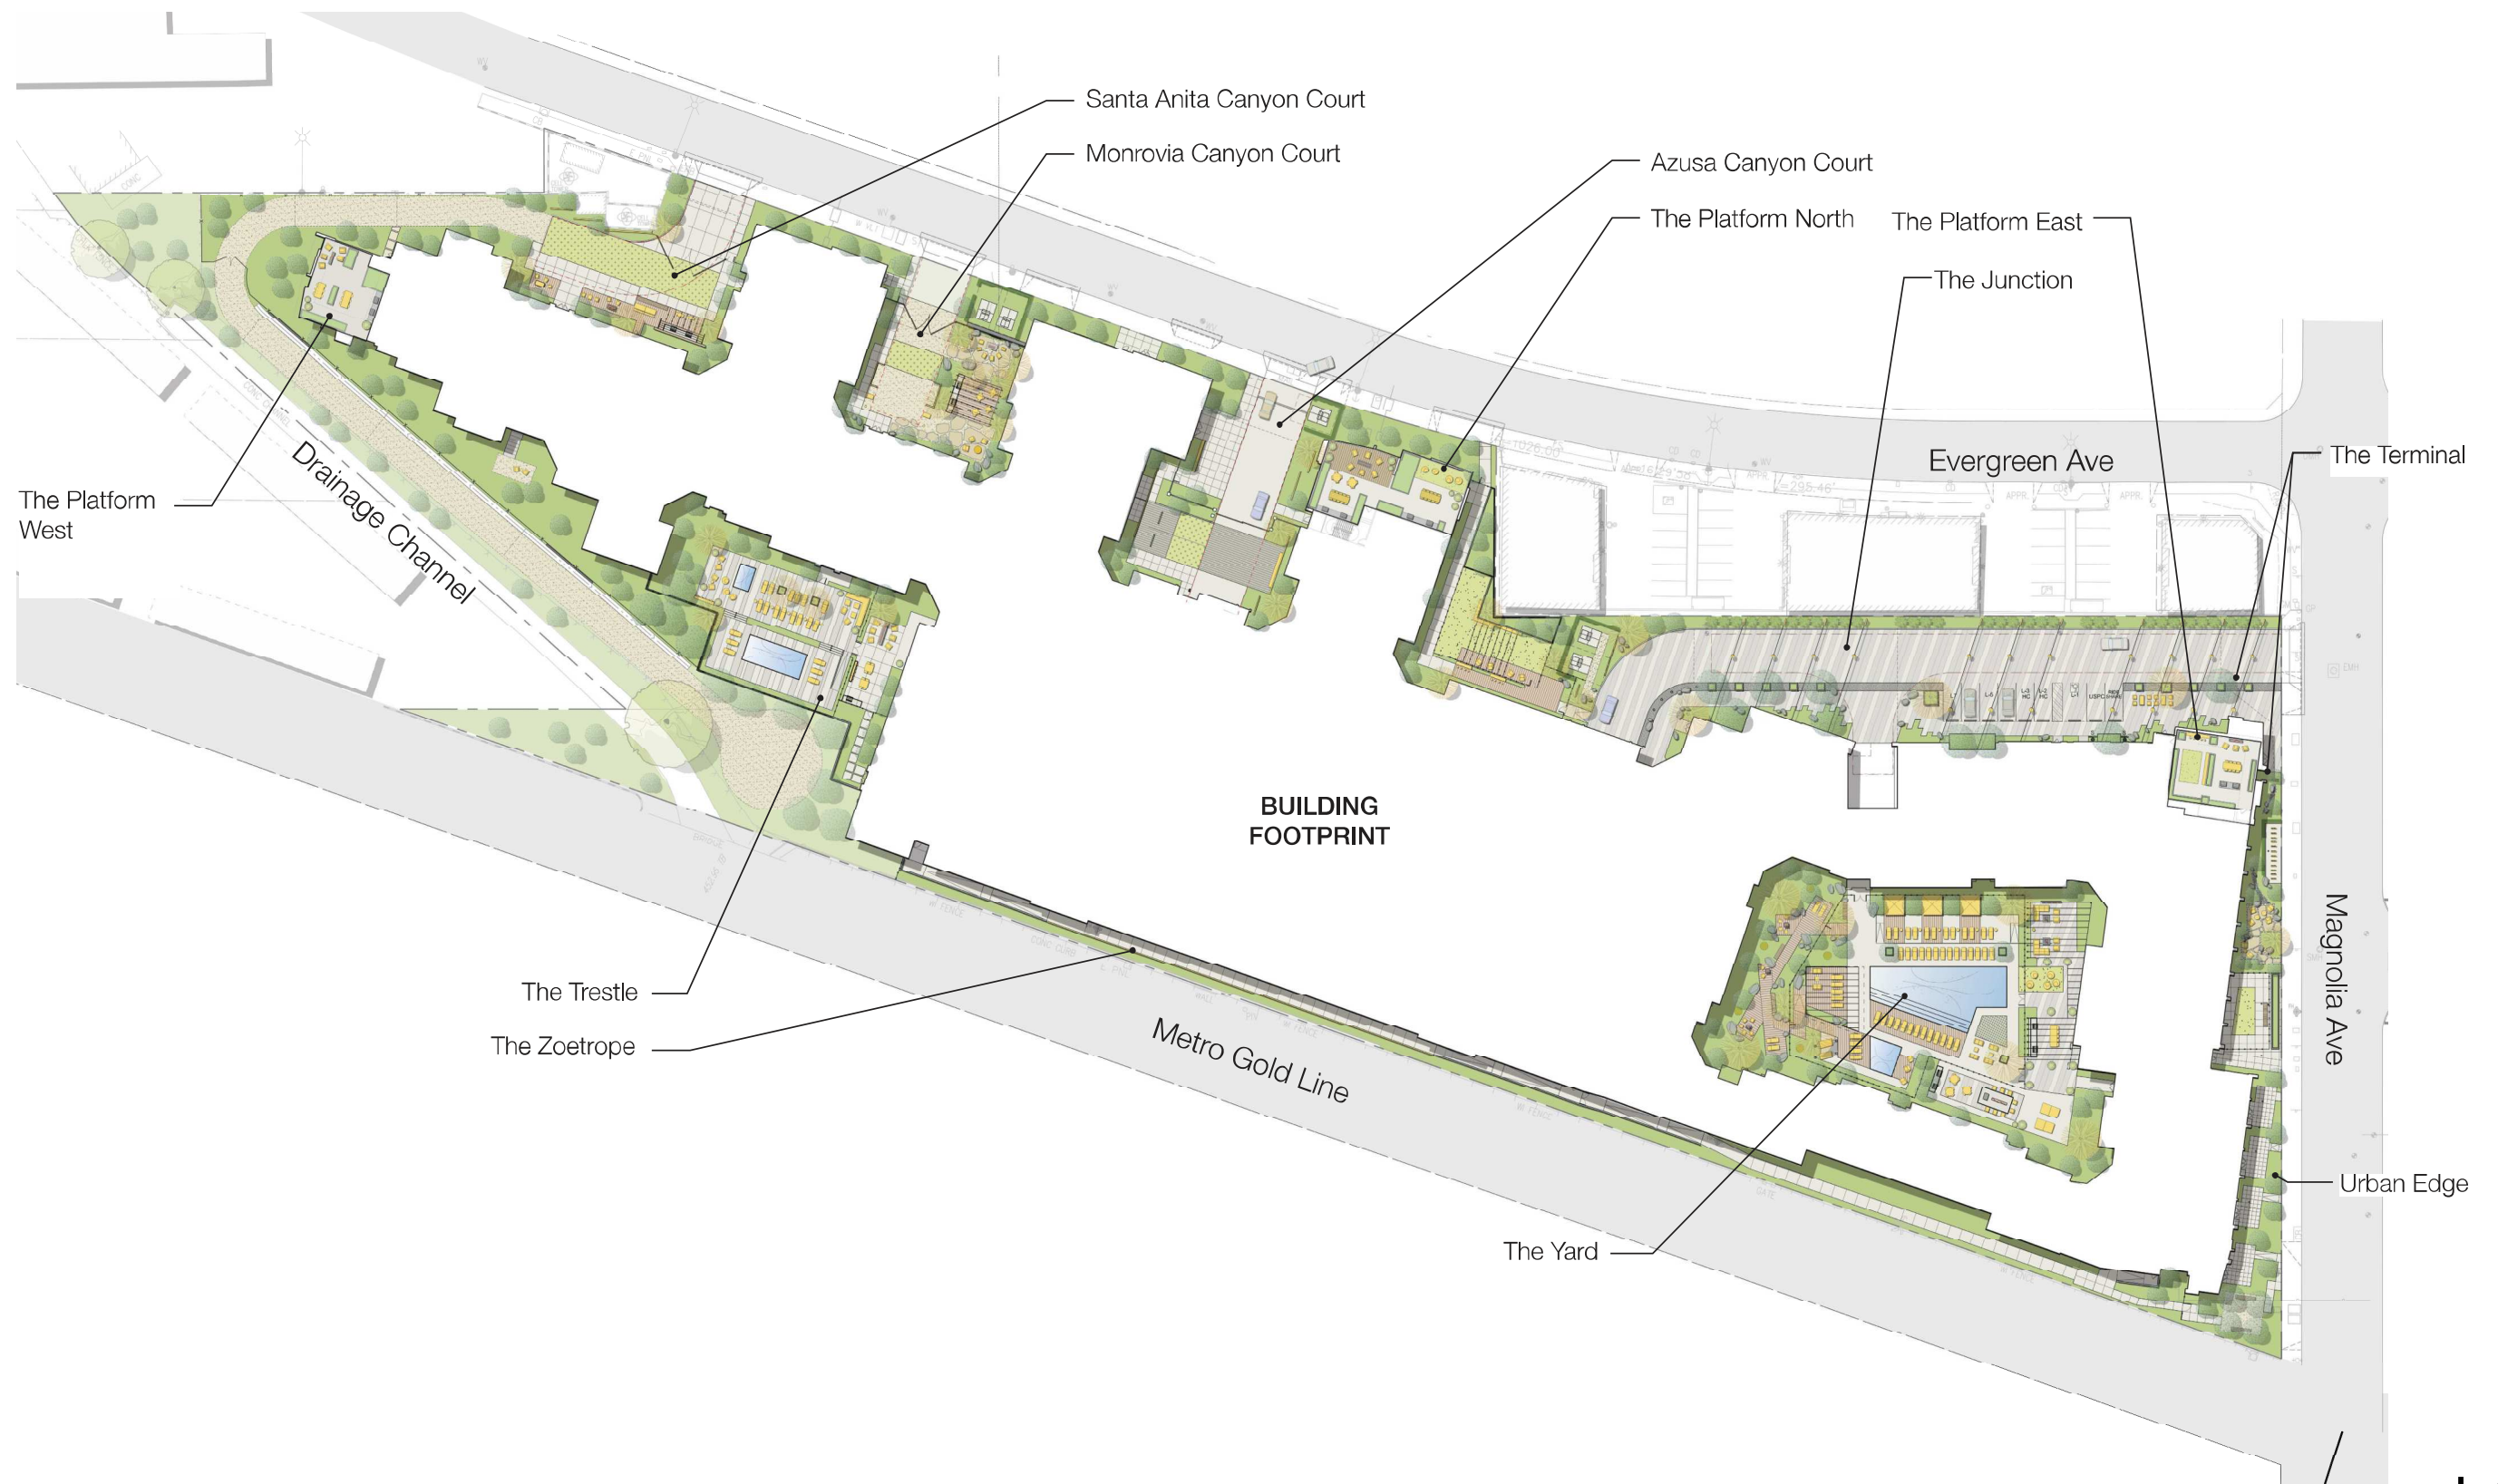 Santa Anita Canyon Court
Monrovia Canyon Court
Azusa Canyon Court
The Platform North
The Platform East
The Junction
Evergreen Ave
The Terminal
The Platform
West
Drainage Channel
BUILDING
FOOTPRINT
Magnolia Ave
The Trestle
The Zoetrope
Metro Gold Line
The Yard
Urban Edge